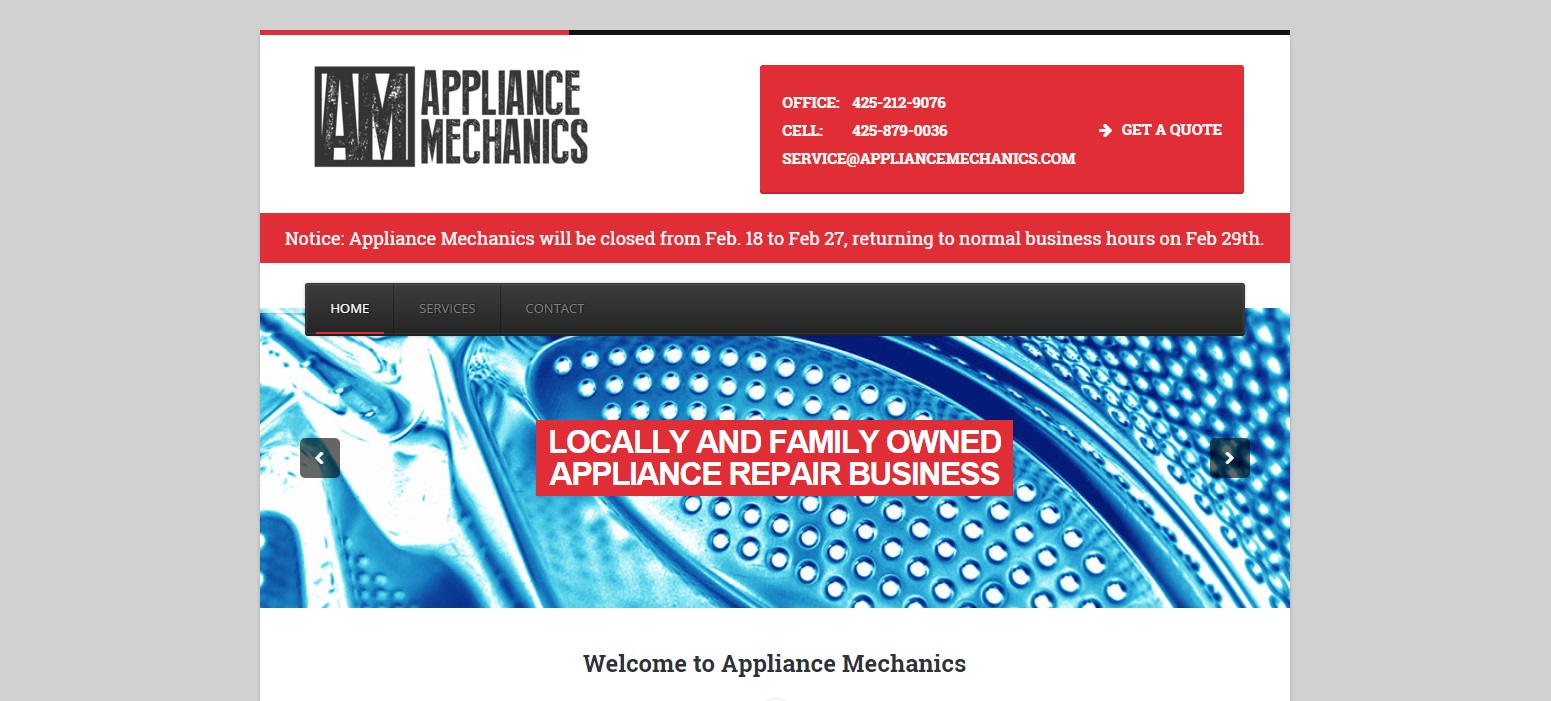 AM APPLIANCE
MECHANICS
OFFICE: 425-212-9076
CELL: 425-879-0036
SERVICE@APPLIANCEMECHANICS.COM
GET A QUOTE
Notice: Appliance Mechanics will be closed from Feb. 18 to Feb 27, returning to normal business hours on Feb 29th.
HOME SERVICES CONTACT
LOCALLY AND FAMILY OWNED
APPLIANCE REPAIR BUSINESS
Welcome to Appliance Mechanics